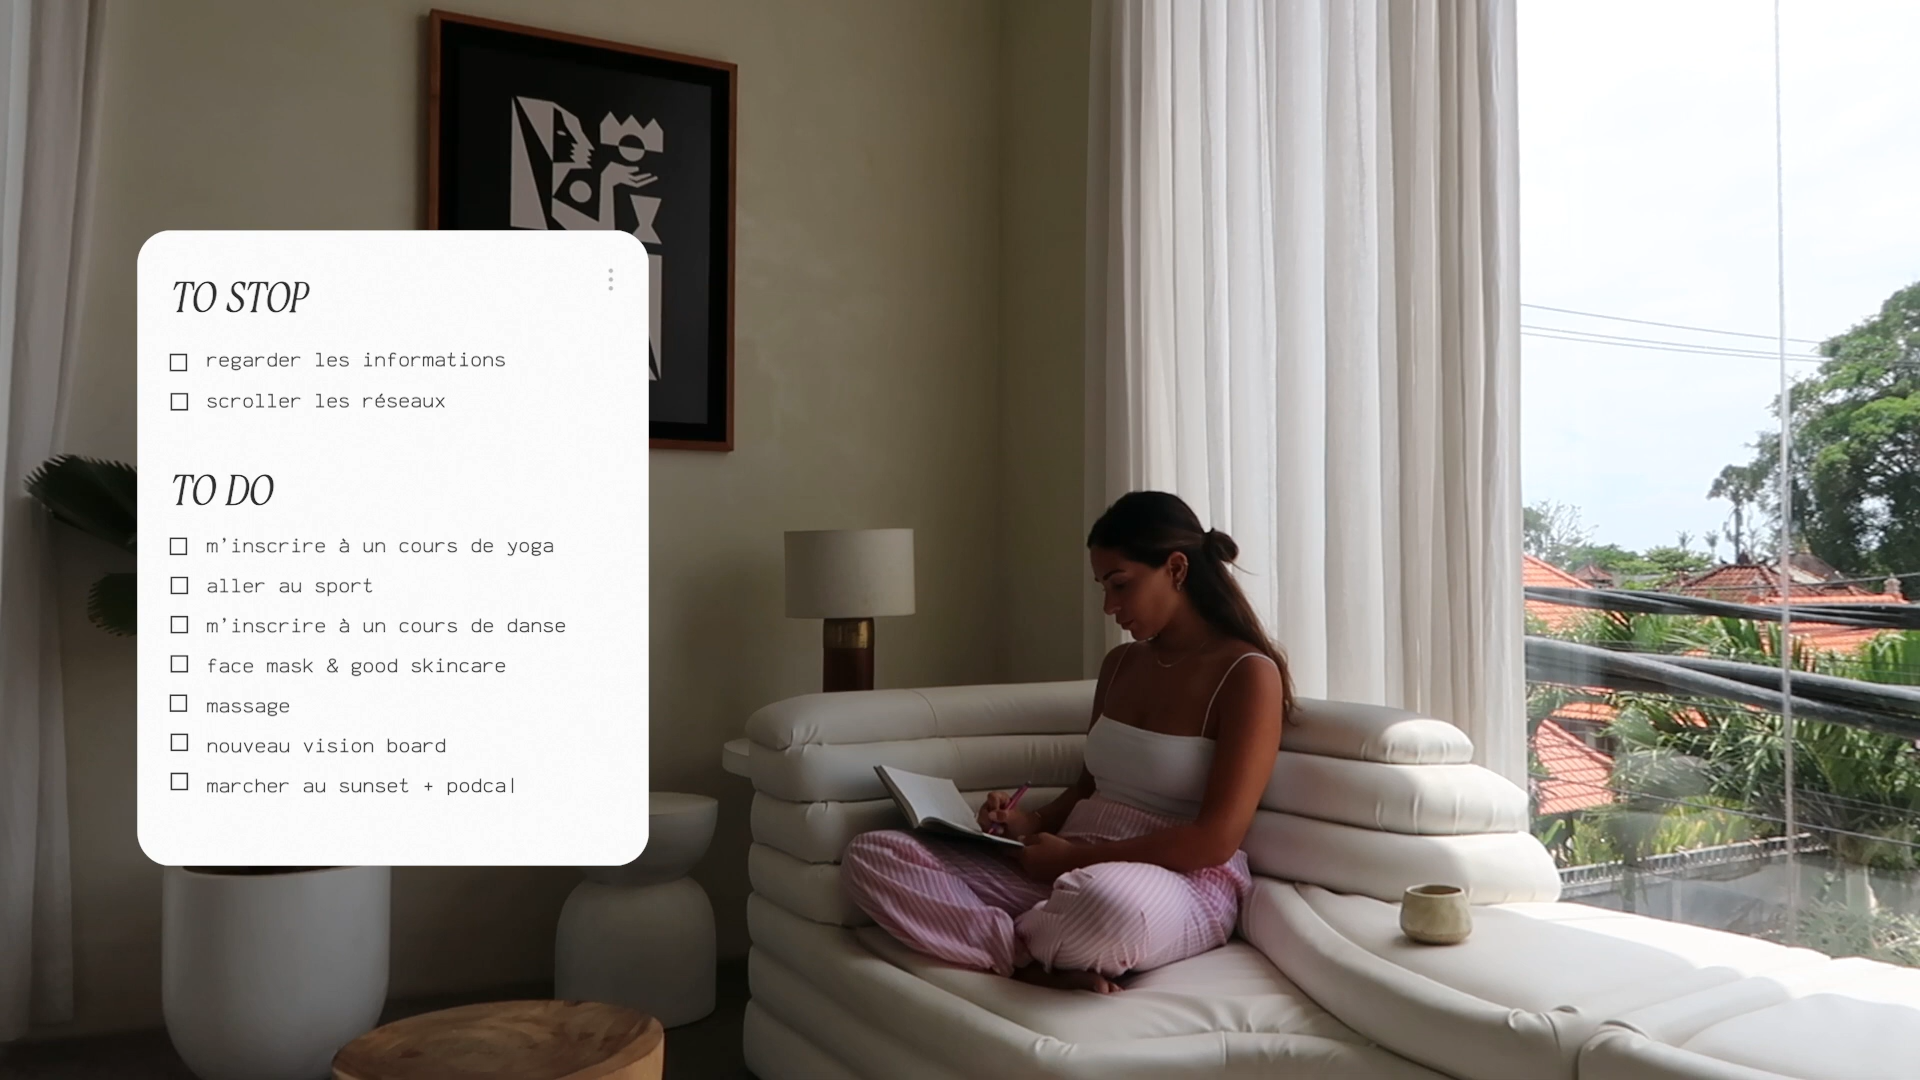 TO STOP
regarder les informations
scroller les réseaux
TO DO
m'inscrire à un cours de yoga
aller au sport
m'inscrire à un cours de danse
face mask & good skincare
massage
nouveau vision board
marcher au sunset + podca|